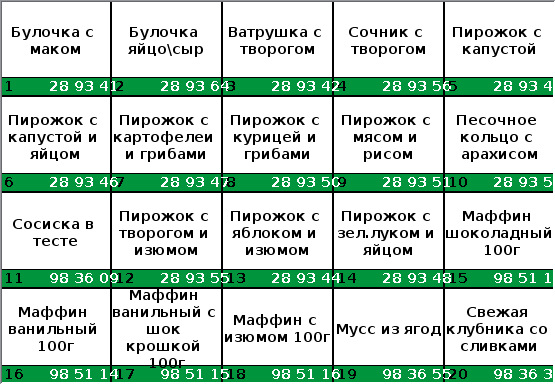 Булочка с
маком
Булочка
яйцо\сыр
Ватрушка с
творогом
Сочник с
творогом
Пирожок с
капустой
1 28 93 41
2 28 93 64
3 28 93 42
4 28 93 56
5 28 93 4
Пирожок с
капустой и
яйцом
Пирожок с
картофелеи
и грибами
Пирожок с
курицей и
грибами
Пирожок с
мясом и
рисом
Песочное
кольцо с
арахисом
6 28 93 46
7 28 93 47
8 28 93 50
9 28 93 51
10 28 93 5
Сосиска в
тесте
Пирожок с
творогом и
изюмом
Пирожок с
яблоком и
изюмом
Пирожок с
зел.луком и
яйцом
Маффин
шоколадный
100г
11 98 36 09
12 28 93 55
13 28 93 44
14 28 93 48
15 98 51 1
Маффин
ванильный
100г
Маффин
ванильный с
шок
крошкой
100г
Маффин с
изюмом 100г
Мусс из ягод
Свежая
клубника со
сливками
16 98 51 14
17 98 51 15
18 98 51 16
19 98 36 55
20 98 36 3